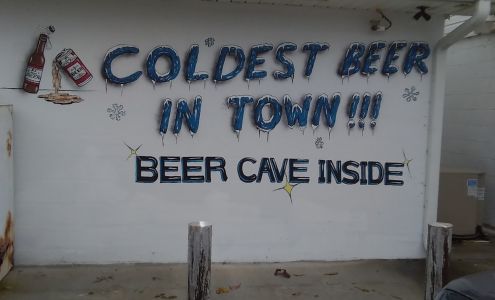 COLDEST BEER
IN TOWN!!!
BEER CAVE INSIDE